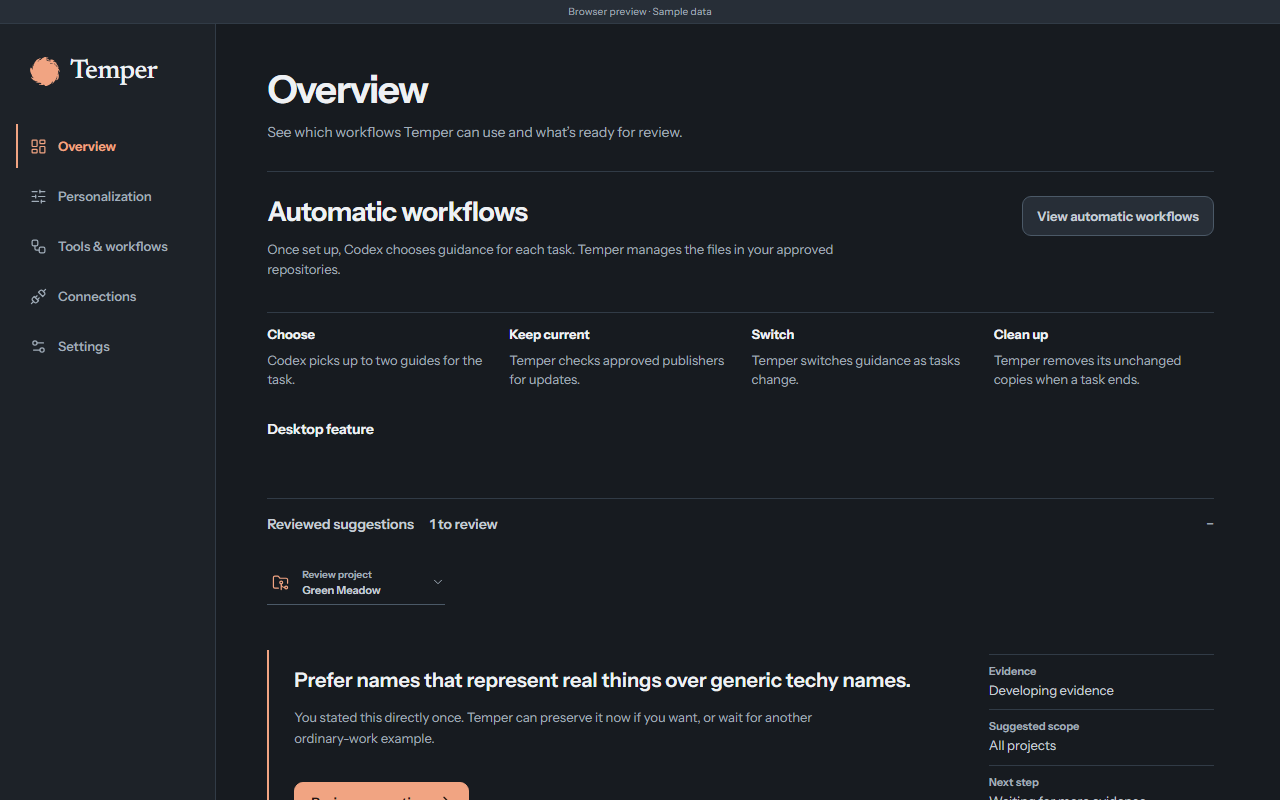 Browser preview · Sample data
Temper
Overview
Personalization
Tools & workflows
Connections
Settings
Overview
See which workflows Temper can use and what's ready for review.
Automatic workflows
View automatic workflows
Once set up, Codex chooses guidance for each task. Temper manages the files in your approved
repositories.
Choose
Codex picks up to two guides for the
task.
Keep current
Temper checks approved publishers
for updates.
Switch
Temper switches guidance as tasks
change.
Clean up
Temper removes its unchanged
copies when a task ends.
Desktop feature
Reviewed suggestions 1 to review
Review project
Green Meadow
Prefer names that represent real things over generic techy names.
You stated this directly once. Temper can preserve it now if you want, or wait for another
ordinary-work example.
Evidence
Developing evidence
Suggested scope
All projects
Next step
Waiting for more evidence